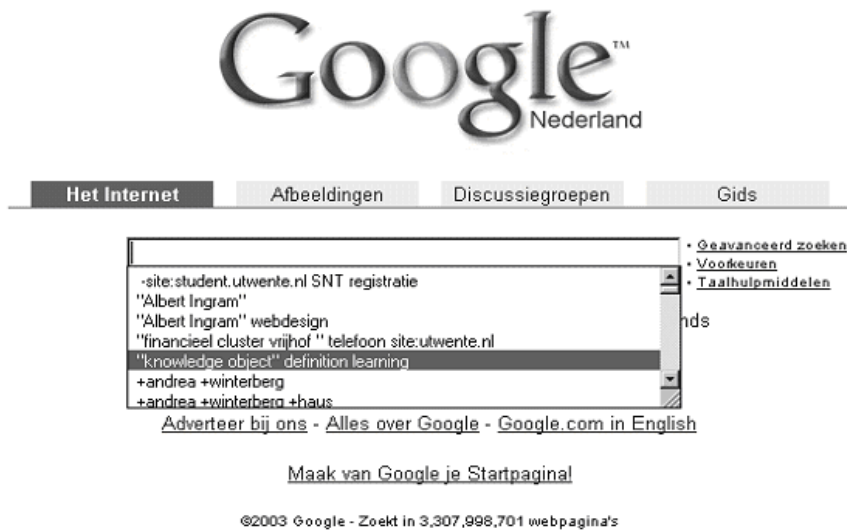 Google™
Nederland
Het Internet Afbeeldingen Discussiegroepen Gids
• Geavanceerd zoeken
• Voorkeuren
• Taalhulpmiddelen
-site:student.utwente.nl SNT registratie
"Albert Ingram"
"Albert Ingram" webdesign
"financieel cluster vrijhof " telefoon site:utwente.nl
"knowledge object" definition learning
+andrea +winterberg
+andrea +winterberg +haus
nds
Adverteer bij ons - Alles over Google - Google.com in English
Maak van Google je Startpagina!
©2003 Google - Zoekt in 3,307,998,701 webpagina's